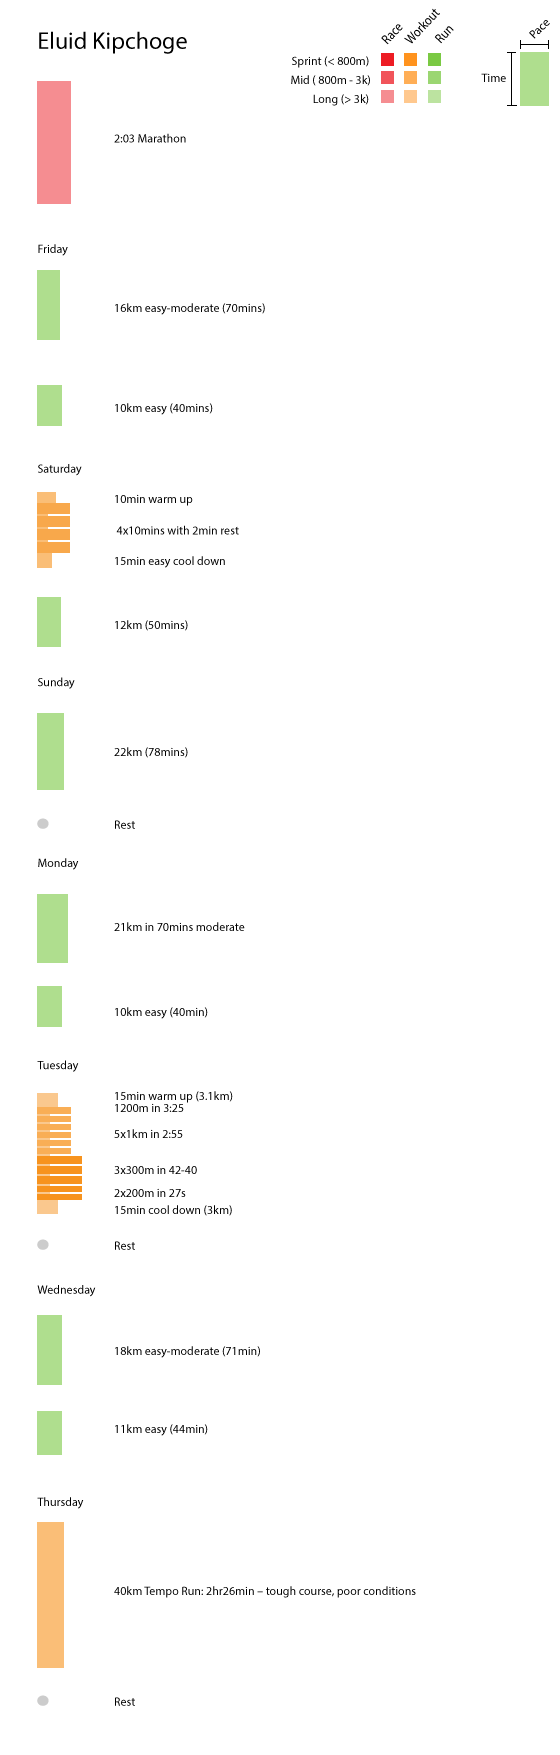 Eluid Kipchoge
Race
Workout
Run
Pace
Sprint (< 800m)
Mid ( 800m - 3k)
Long (> 3k)
Time
2:03 Marathon
Friday
16km easy-moderate (70mins)
10km easy (40mins)
Saturday
10min warm up
4x10mins with 2min rest
15min easy cool down
12km (50mins)
Sunday
22km (78mins)
Rest
Monday
21km in 70mins moderate
10km easy (40min)
Tuesday
15min warm up (3.1km)
1200m in 3:25
5x1km in 2:55
3x300m in 42-40
2x200m in 27s
15min cool down (3km)
Rest
Wednesday
18km easy-moderate (71min)
11km easy (44min)
Thursday
40km Tempo Run: 2hr26min – tough course, poor conditions
Rest